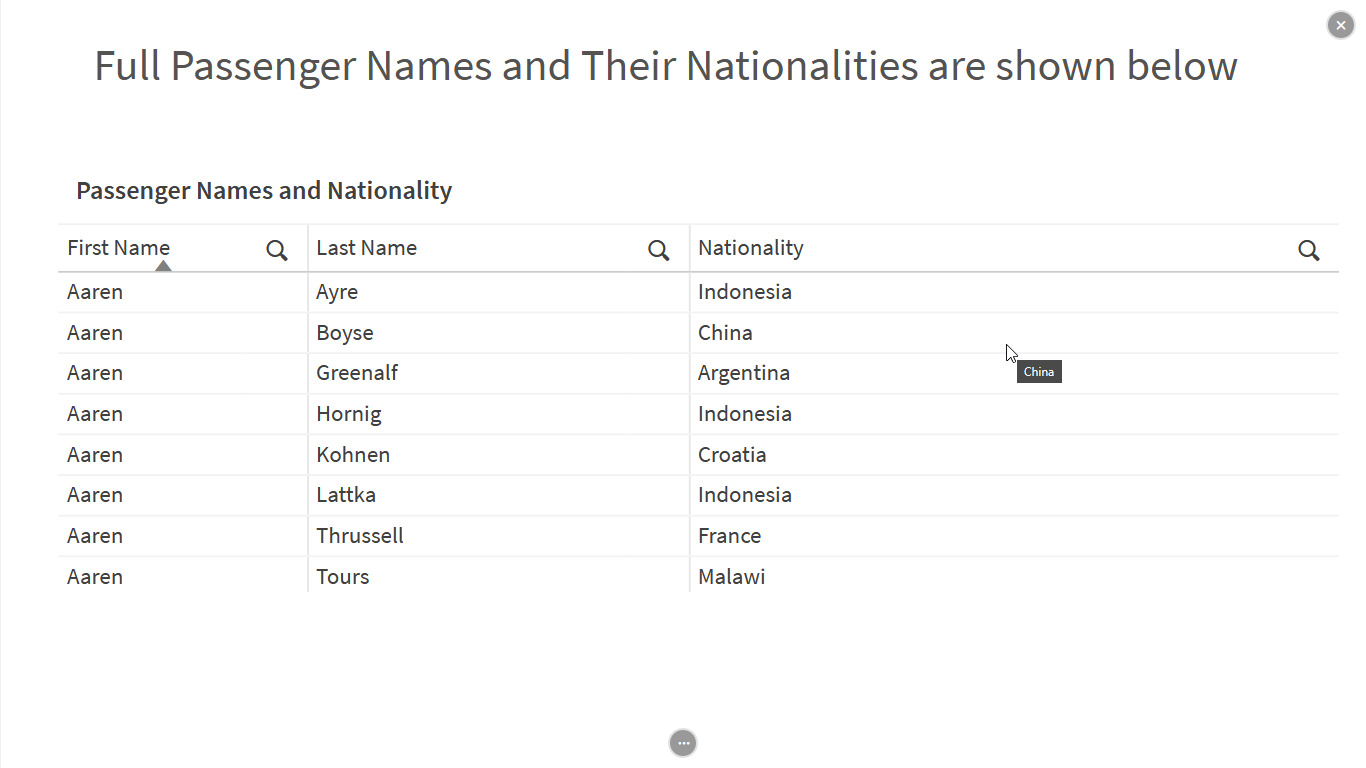 Full Passenger Names and Their Nationalities are shown below
Passenger Names and Nationality
First Name Last Name Nationality
Aaren Ayre Indonesia
Aaren Boyse China
China
Aaren Greenalf Argentina
Aaren Hornig Indonesia
Aaren Kohnen Croatia
Aaren Lattka Indonesia
Aaren Thrussell France
Aaren Tours Malawi